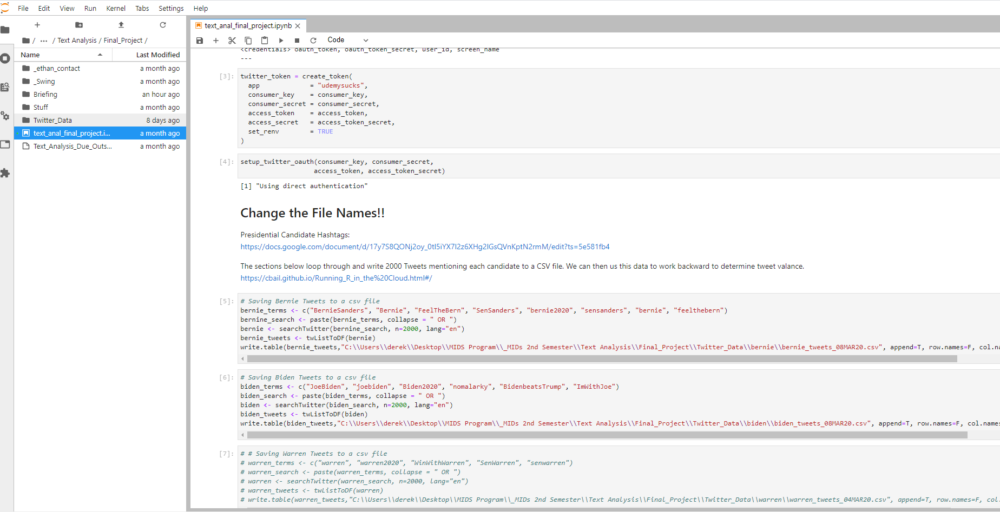 File Edit View Run Kernel Tabs Settings Help
text_anal_final_project.ipynb
/ ... / Text Analysis / Final_Project /
Code
Name Last Modified
_ethan_contact a month ago
_Swing a month ago
Briefing an hour ago
Stuff a month ago
Twitter_Data 8 days ago
text_anal_final_project.i... a month ago
Text_Analysis_Due_Outs... a month ago
<credentials> oauth_token, oauth_token_secret, user_id, screen_name
---
[3]: twitter_token = create_token(
app = "udemysucks",
consumer_key = consumer_key,
consumer_secret = consumer_secret,
access_token = access_token,
access_secret = access_token_secret,
set_renv = TRUE
)
[4]: setup_twitter_oauth(consumer_key, consumer_secret,
access_token, access_token_secret)
[1] "Using direct authentication"
Change the File Names!!
Presidential Candidate Hashtags:
https://docs.google.com/document/d/17y7S8QONj2oy_0tI5iYX7I2z6XHg2IGsQVnKptN2rmM/edit?ts=5e581fb4
The sections below loop through and write 2000 Tweets mentioning each candidate to a CSV file. We can then us this data to work backward to determine tweet valance.
https://cbail.github.io/Running_R_in_the%20Cloud.html#/
[5]: # Saving Bernie Tweets to a csv file
bernie_terms <- c("BernieSanders", "Bernie", "FeelTheBern", "SenSanders", "bernie2020", "sensanders", "bernie", "feelthebern")
bernine_search <- paste(bernie_terms, collapse = " OR ")
bernie <- searchTwitter(bernine_search, n=2000, lang="en")
bernie_tweets <- twListToDF(bernie)
write.table(bernie_tweets,"C:\\Users\\derek\\Desktop\\MIDS Program\\_MIDs 2nd Semester\\Text Analysis\\Final_Project\\Twitter_Data\\bernie\\bernie_tweets_08MAR20.csv", append=T, row.names=F, col.na
[6]: # Saving Biden Tweets to a csv file
biden_terms <- c("JoeBiden", "joebiden", "Biden2020", "nomalarky", "BidenbeatsTrump", "ImWithJoe")
biden_search <- paste(biden_terms, collapse = " OR ")
biden <- searchTwitter(biden_search, n=2000, lang="en")
biden_tweets <- twListToDF(biden)
write.table(biden_tweets,"C:\\Users\\derek\\Desktop\\MIDS Program\\_MIDs 2nd Semester\\Text Analysis\\Final_Project\\Twitter_Data\\biden\\biden_tweets_08MAR20.csv", append=T, row.names=F, col.names
[7]: # # Saving Warren Tweets to a csv file
# warren_terms <- c("warren", "warren2020", "WinWithWarren", "SenWarren", "senwarren")
# warren_search <- paste(warren_terms, collapse = " OR ")
# warren <- searchTwitter(warren_search, n=2000, lang="en")
# warren_tweets <- twListToDF(warren)
# write.table(warren_tweets,"C:\\Users\\derek\\Desktop\\MIDS Program\\_MIDs 2nd Semester\\Text Analysis\\Final_Project\\Twitter_Data\\warren\\warren_tweets_04MAR20.csv", append=T, row.names=F, col